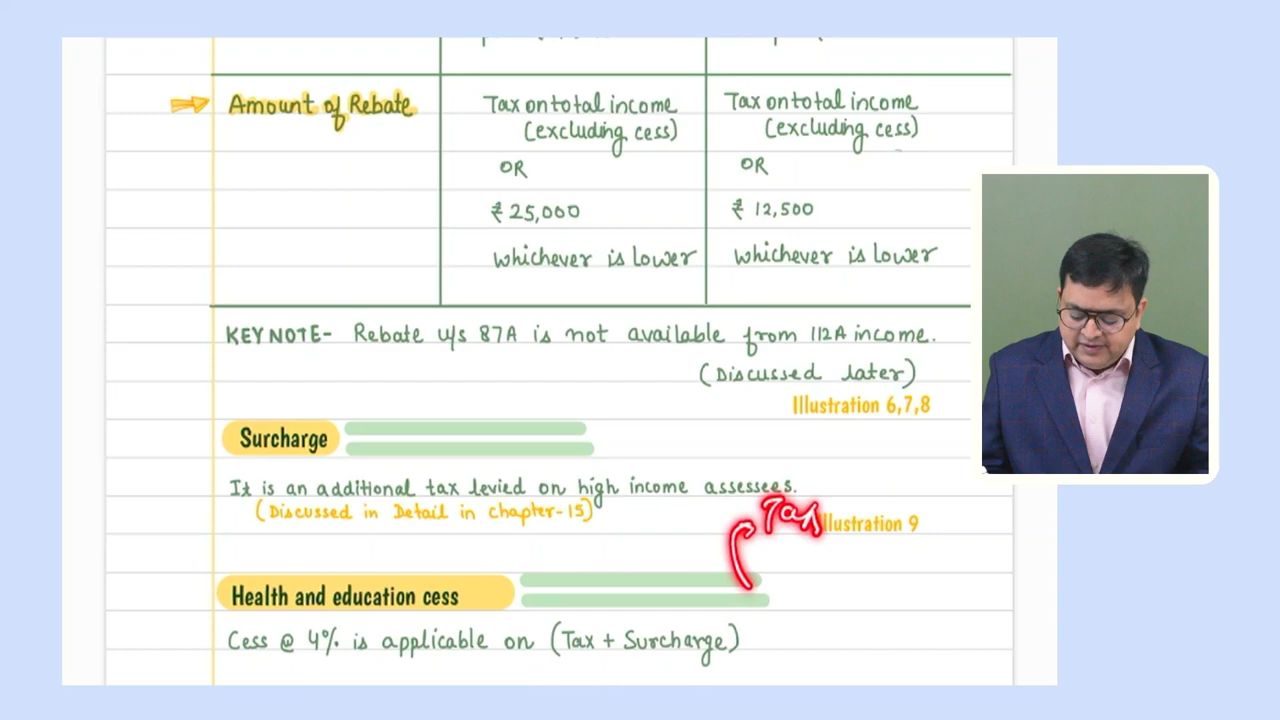 Amount of Rebate
Tax on total income
(excluding cess)
OR
₹ 25,000
whichever is lower
Tax on total income
(excluding cess)
OR
₹ 12,500
whichever is lower
KEY NOTE- Rebate u/s 87A is not available from 112A income.
(Discussed later)
Illustration 6,7,8
Surcharge
It is an additional tax levied on high income assessees.
(Discussed in Detail in chapter-15)
Tax
Illustration 9
Health and education cess
Cess @ 4% is applicable on (Tax + Surcharge)